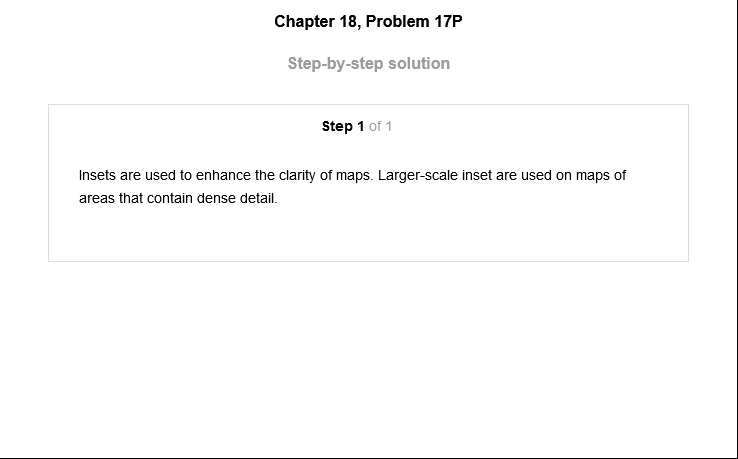 Chapter 18, Problem 17P
Step-by-step solution
Step 1 of 1
Insets are used to enhance the clarity of maps. Larger-scale inset are used on maps of
areas that contain dense detail.